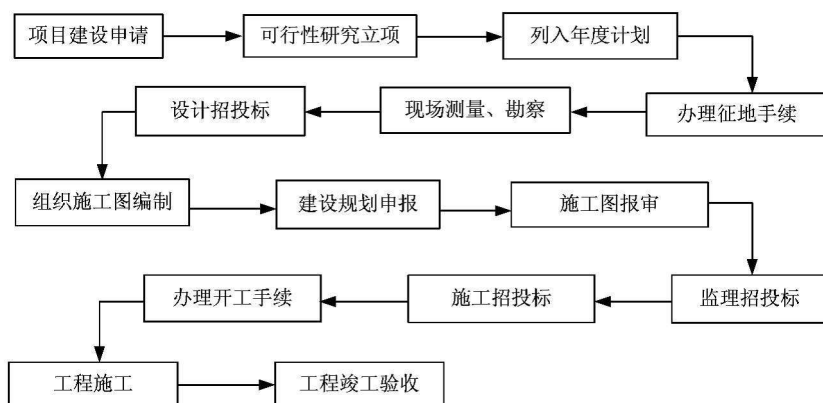 项目建设申请
可行性研究立项
列入年度计划
办理征地手续
现场测量、勘察
设计招投标
组织施工图编制
建设规划申报
施工图报审
监理招投标
施工招投标
办理开工手续
工程施工
工程竣工验收